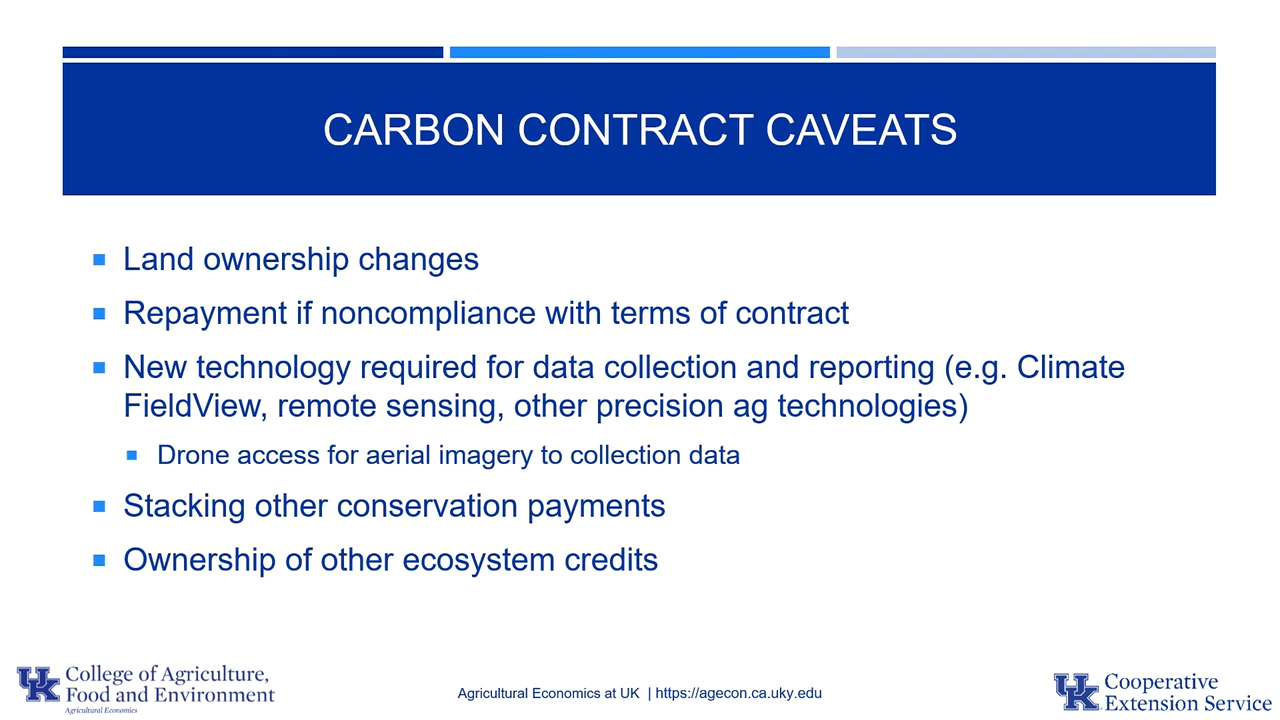 CARBON CONTRACT CAVEATS
Land ownership changes
Repayment if noncompliance with terms of contract
New technology required for data collection and reporting (e.g. Climate
FieldView, remote sensing, other precision ag technologies)
Drone access for aerial imagery to collection data
Stacking other conservation payments
Ownership of other ecosystem credits
UK College of Agriculture,
Food and Environment
Agricultural Economics
Agricultural Economics at UK | https://agecon.ca.uky.edu
UK Cooperative
Extension Service